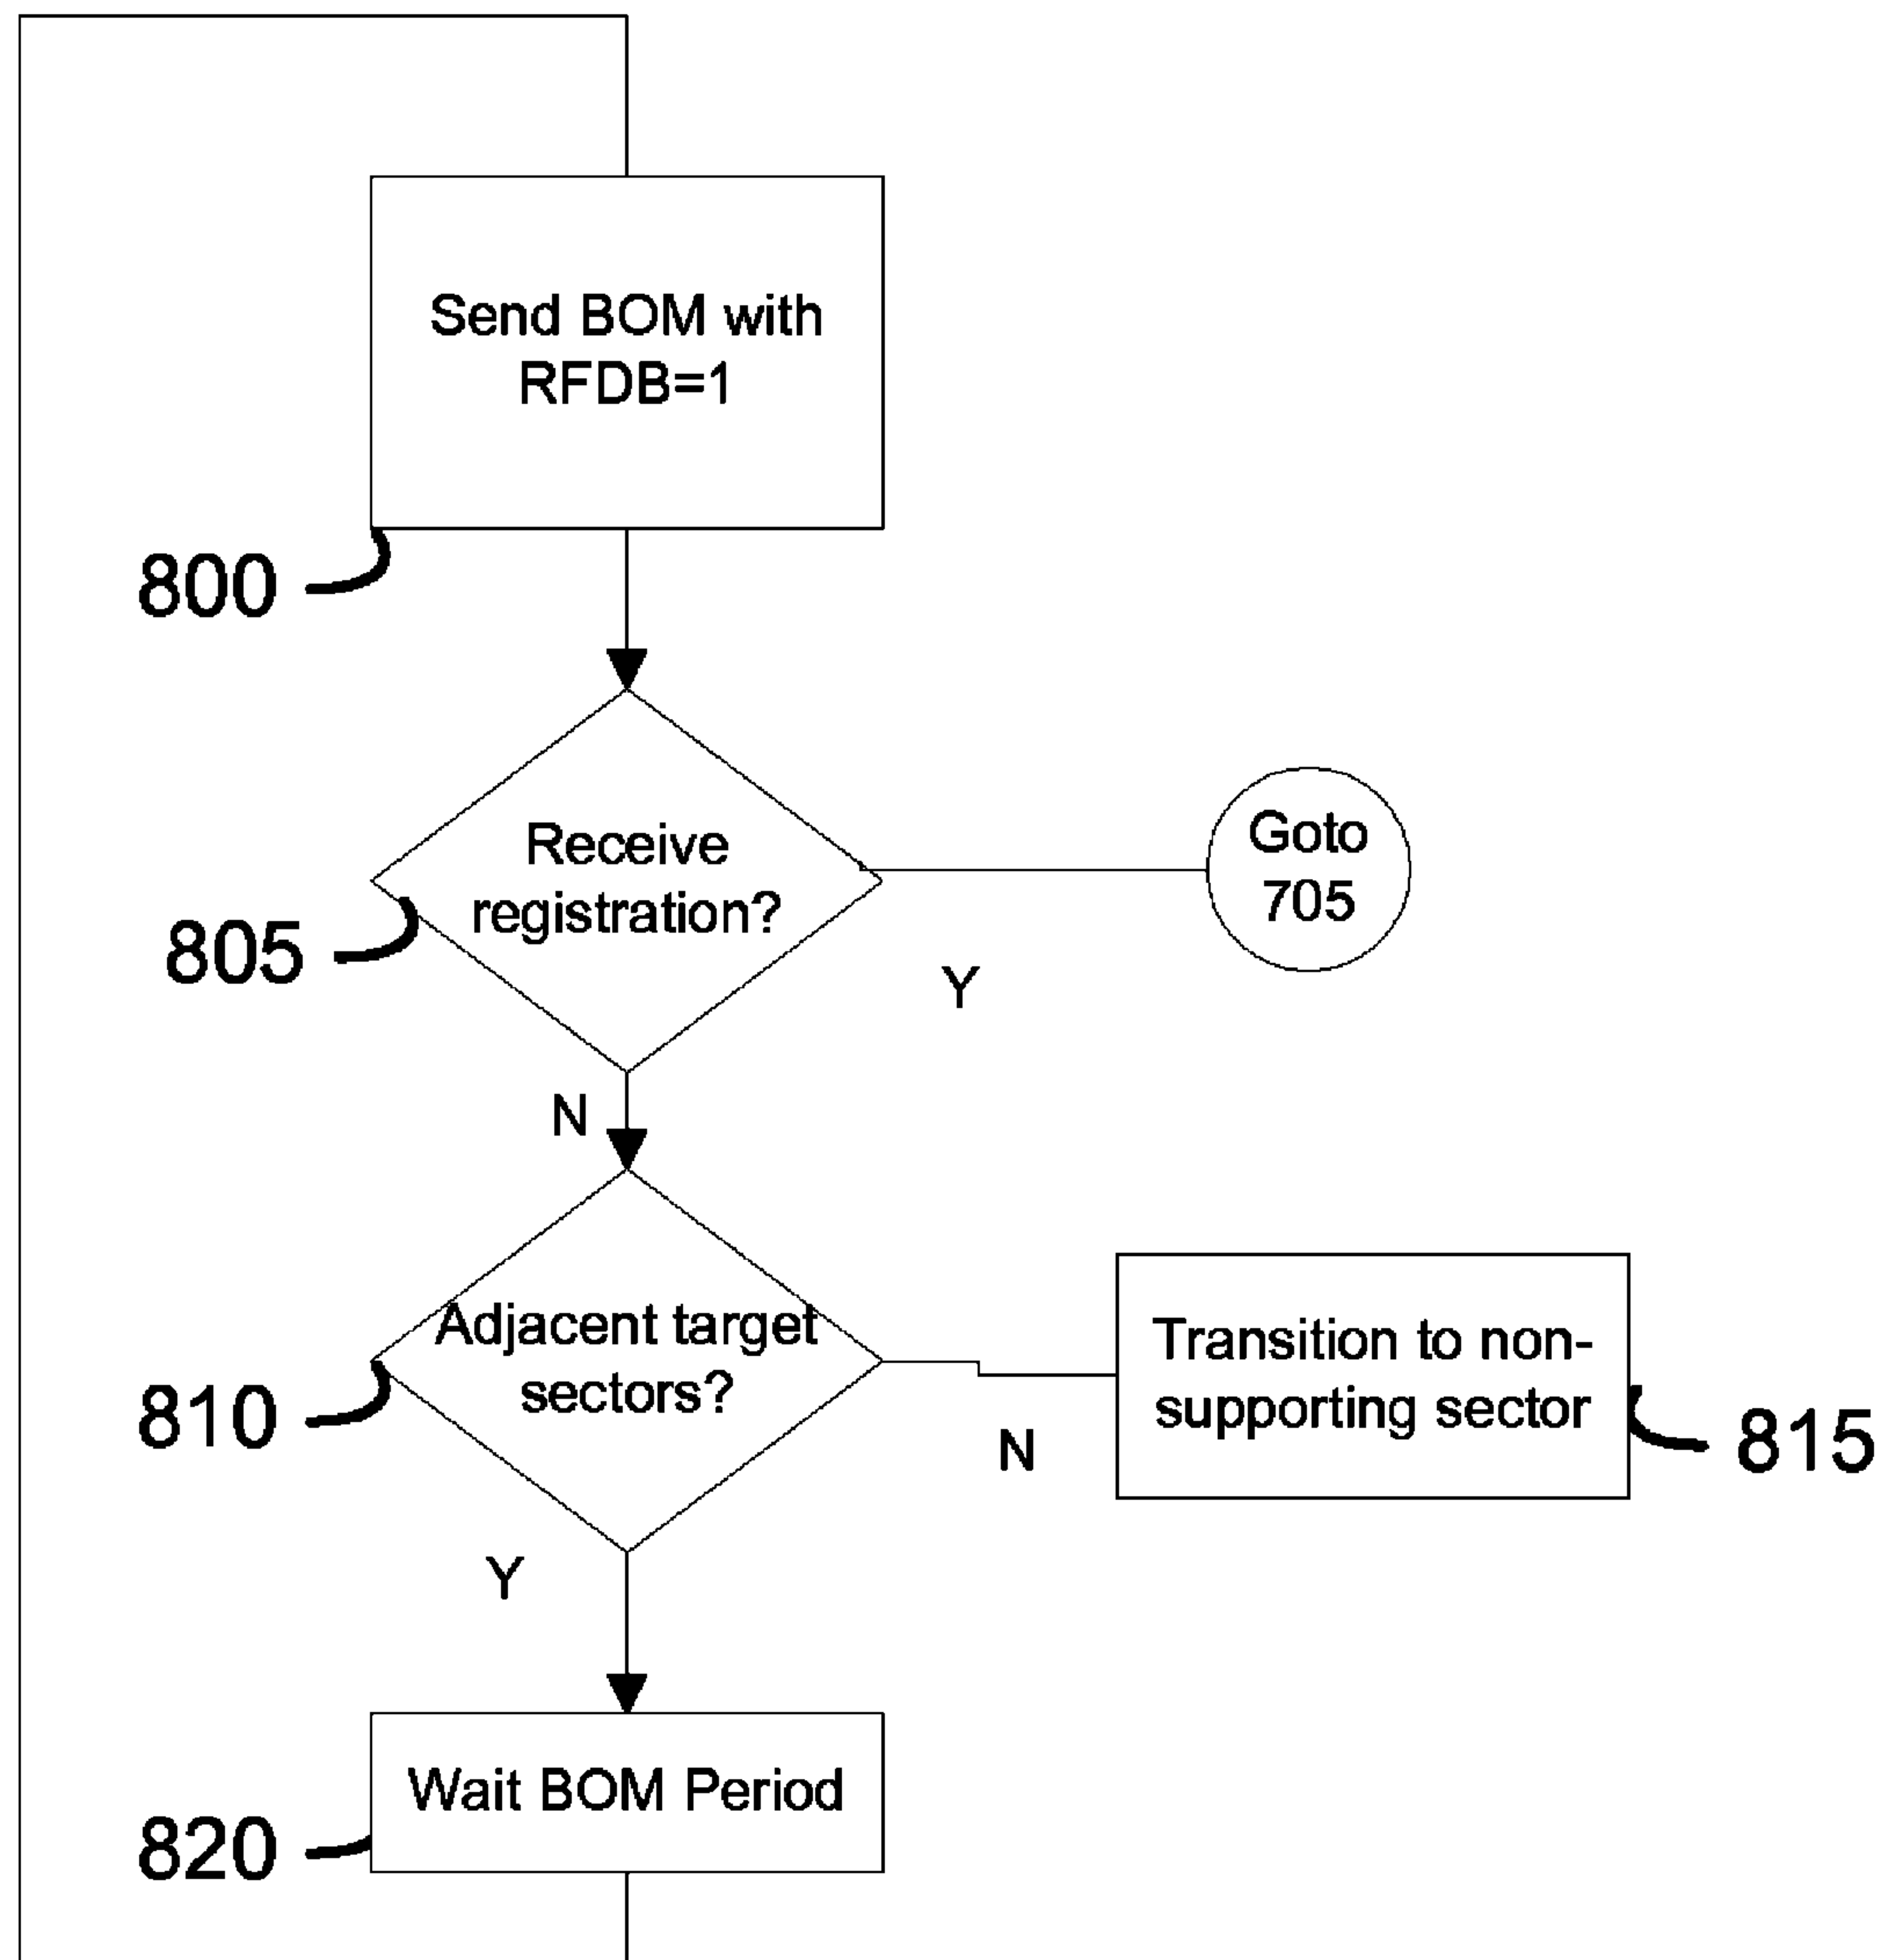 Send BOM with
RFDB=1
800
Receive
registration?
805
Y
Goto
705
N
Adjacent target
sectors?
810
N
Transition to non-
supporting sector
815
Y
Wait BOM Period
820